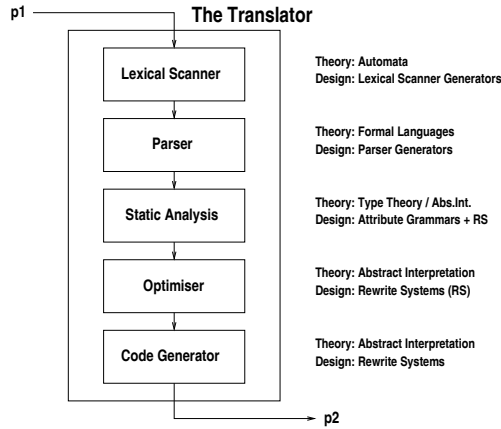 p1
The Translator
Lexical Scanner
Theory: Automata
Design: Lexical Scanner Generators
Parser
Theory: Formal Languages
Design: Parser Generators
Static Analysis
Theory: Type Theory / Abs.Int.
Design: Attribute Grammars + RS
Optimiser
Theory: Abstract Interpretation
Design: Rewrite Systems (RS)
Code Generator
Theory: Abstract Interpretation
Design: Rewrite Systems
p2